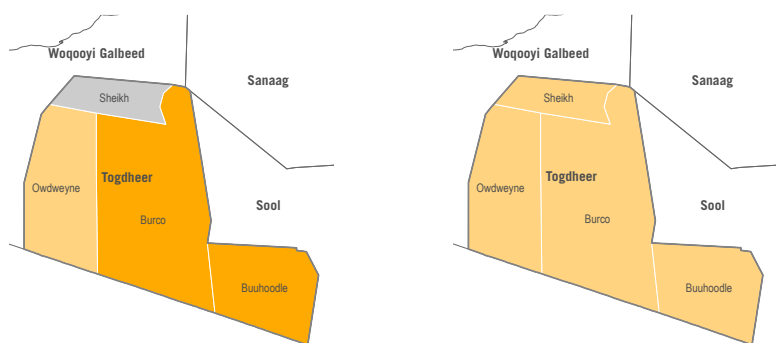 Woqooyi Galbeed
Sanaag
Sheikh
Togdheer
Owdweyne
Sool
Burco
Buuhoodle
Woqooyi Galbeed
Sanaag
Sheikh
Togdheer
Owdweyne
Sool
Burco
Buuhoodle